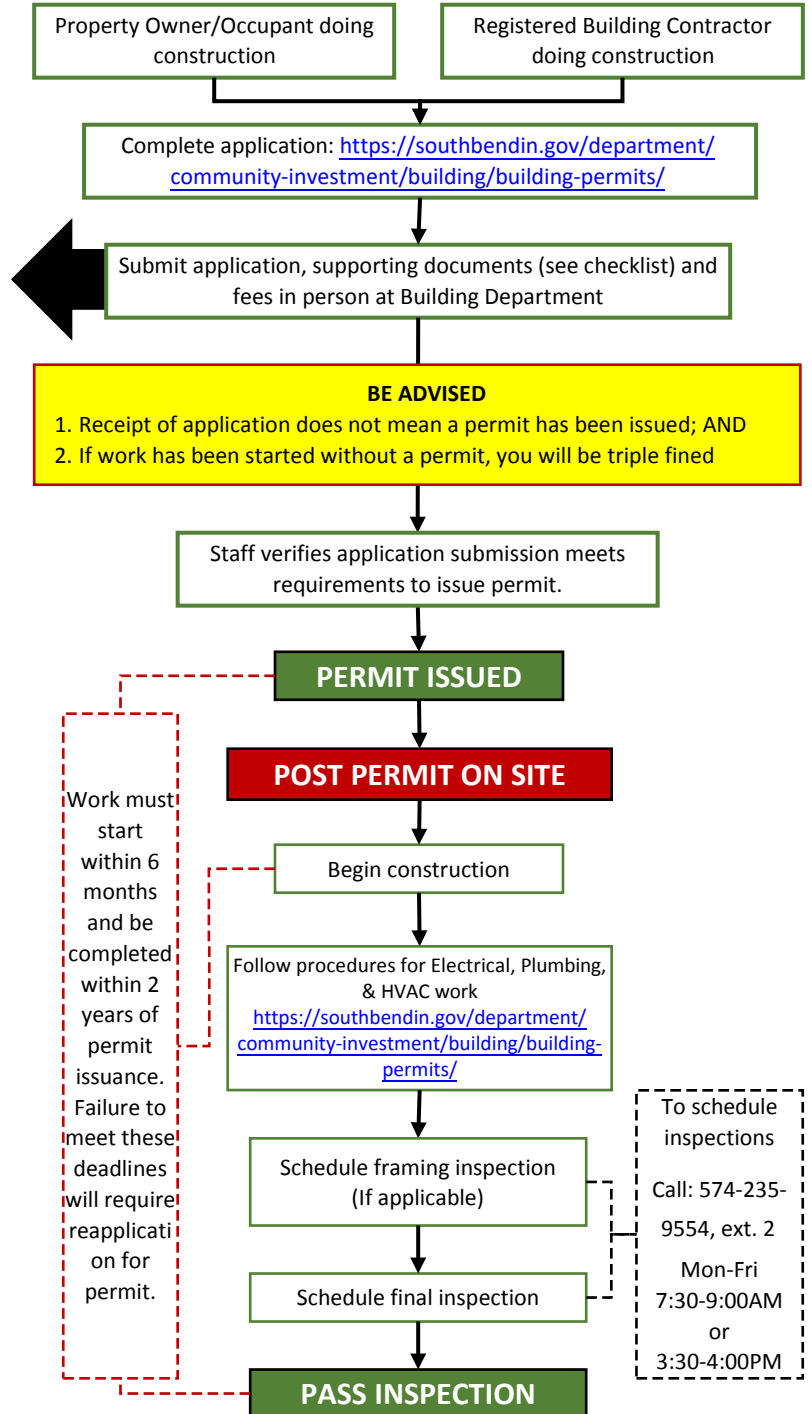 Property Owner/Occupant doing
construction
Registered Building Contractor
doing construction
Complete application: https://southbendin.gov/department/
community-investment/building/building-permits/
Submit application, supporting documents (see checklist) and
fees in person at Building Department
BE ADVISED
1. Receipt of application does not mean a permit has been issued; AND
2. If work has been started without a permit, you will be triple fined
Staff verifies application submission meets
requirements to issue permit.
PERMIT ISSUED
POST PERMIT ON SITE
Work must
start
within 6
months
and be
completed
within 2
years of
permit
issuance.
Failure to
meet these
deadlines
will require
reapplicati
on for
permit.
Begin construction
Follow procedures for Electrical, Plumbing,
& HVAC work
https://southbendin.gov/department/
community-investment/building/building-
permits/
Schedule framing inspection
(If applicable)
Schedule final inspection
To schedule
inspections
Call: 574-235-
9554, ext. 2
Mon-Fri
7:30-9:00AM
or
3:30-4:00PM
PASS INSPECTION